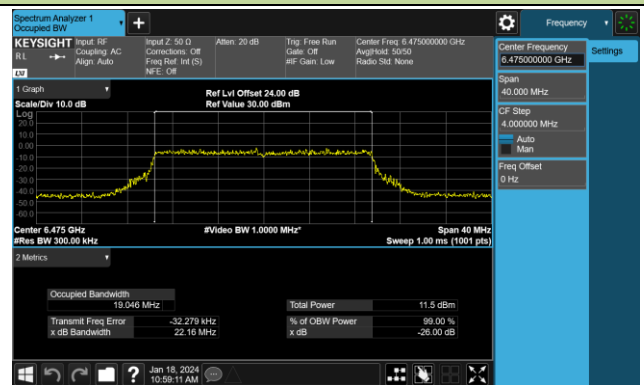 Spectrum Analyzer 1
Occupied BW
Frequency
KEYSIGHT
Input: RF
Coupling: AC
Align: Auto
Input Z: 50 Ω
Corrections: Off
Freq Ref: Int (S)
NFE: Off
Atten: 20 dB
Trig: Free Run
Gate: Off
#IF Gain: Low
Center Freq: 6.475000000 GHz
Avg|Hold: 50/50
Radio Std: None
RL
LXI
Center Frequency
6.475000000 GHz
Settings
Span
40.000 MHz
CF Step
4.000000 MHz
Auto
Man
Freq Offset
0 Hz
1 Graph
Scale/Div 10.0 dB
Ref Lvl Offset 24.00 dB
Ref Value 30.00 dBm
Log
20.0
10.0
0.00
-10.0
-20.0
-30.0
-40.0
-50.0
-60.0
Center 6.475 GHz
#Video BW 1.0000 MHz*
Span 40 MHz
#Res BW 300.00 kHz
Sweep 1.00 ms (1001 pts)
2 Metrics
Occupied Bandwidth
19.046 MHz
Total Power 11.5 dBm
Transmit Freq Error -32.279 kHz
% of OBW Power 99.00 %
x dB Bandwidth 22.16 MHz
x dB -26.00 dB
?
Jan 18, 2024
10:59:11 AM